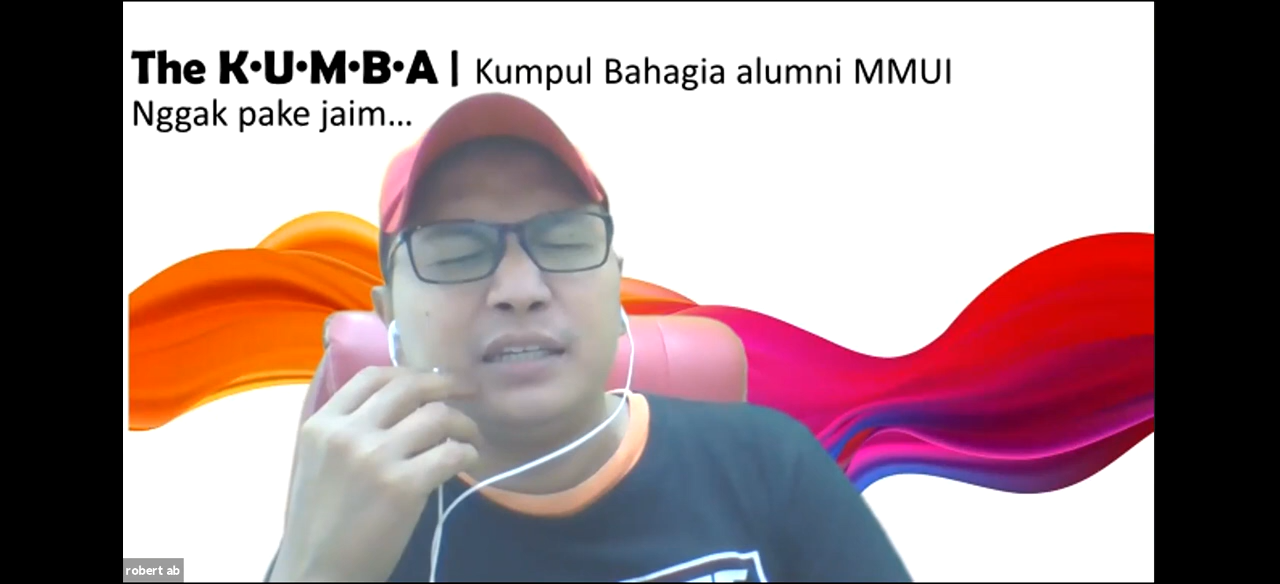 The K•U•M•B•A | Kumpul Bahagia alumni MMUI
Nggak pake jaim...
robert ab